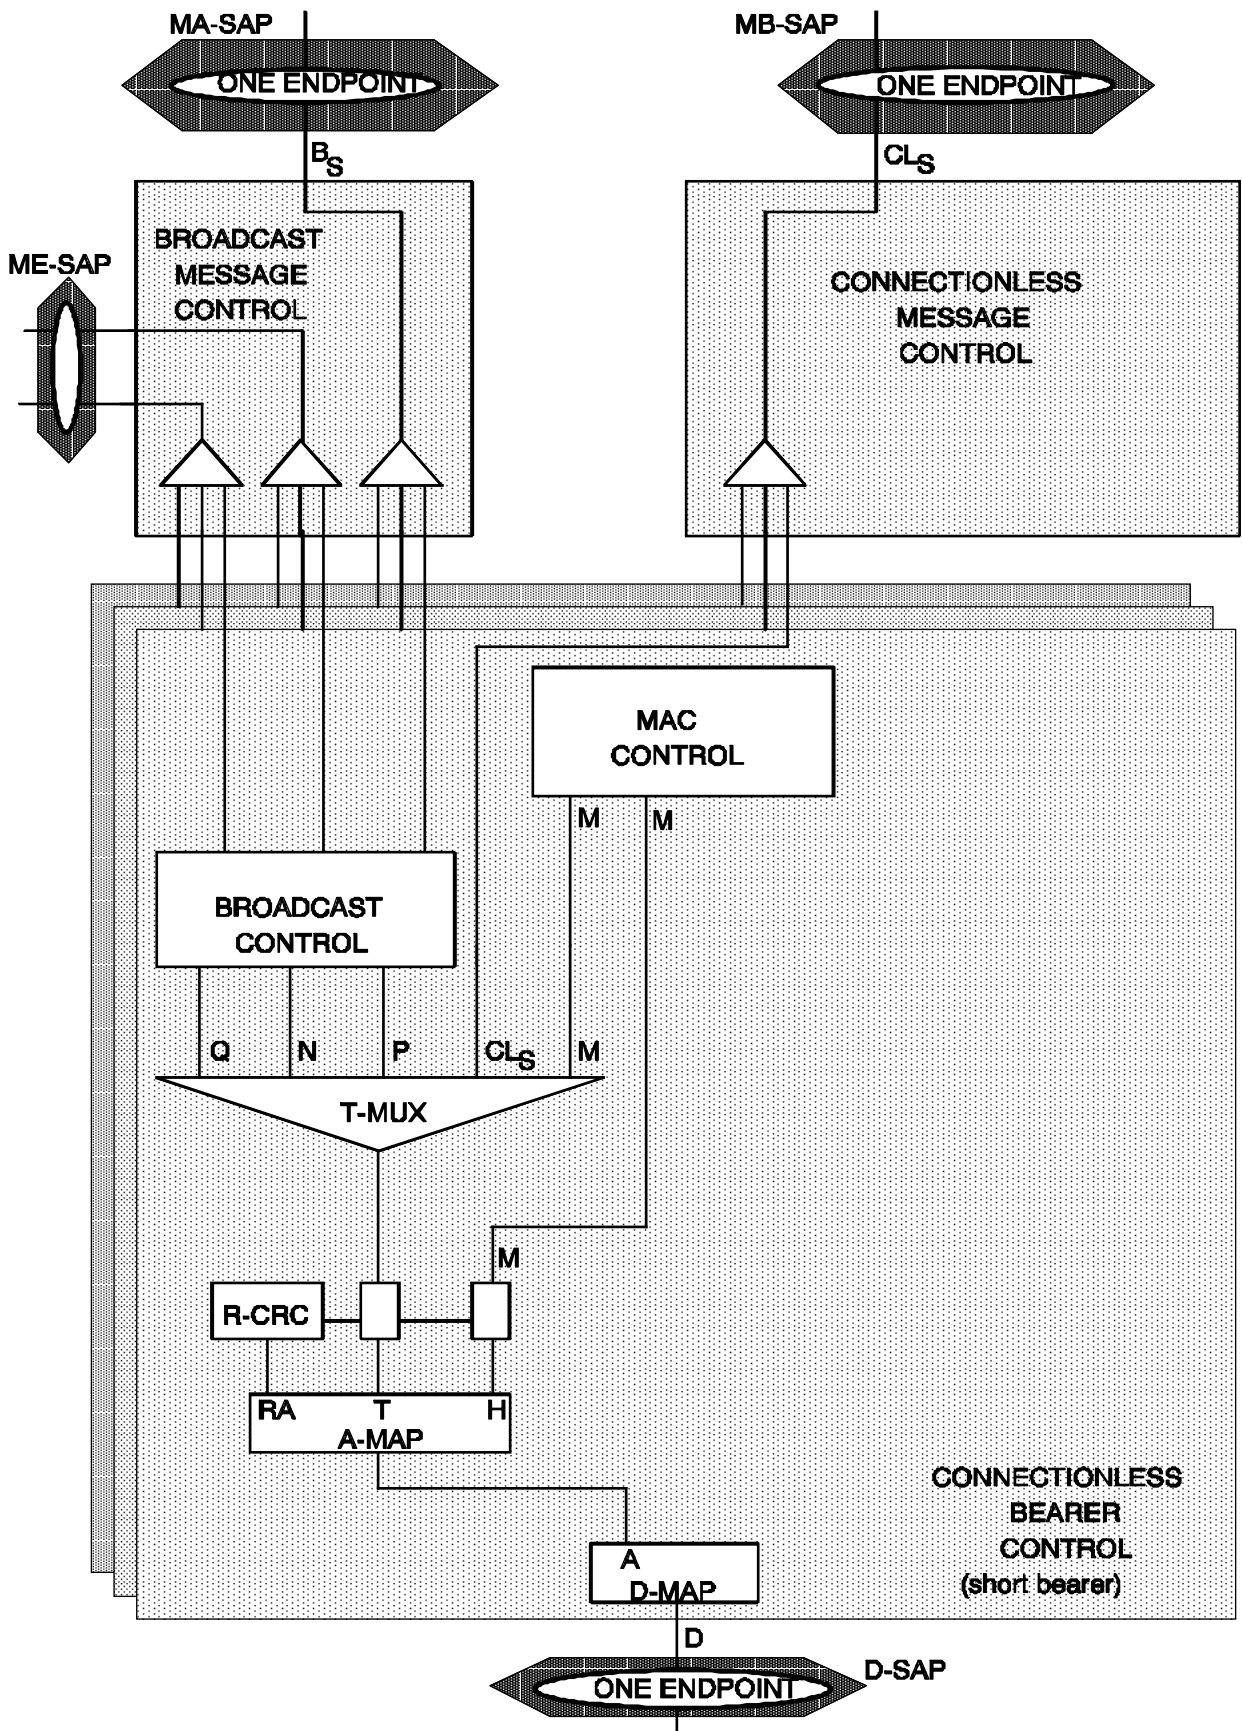 MA-SAP
MB-SAP
ONE ENDPOINT
ONE ENDPOINT
BS
CLS
BROADCAST
MESSAGE
CONTROL
ME-SAP
CONNECTIONLESS
MESSAGE
CONTROL
MAC
CONTROL
M
M
BROADCAST
CONTROL
Q
N
P
CLS
M
T-MUX
M
R-CRC
RA
T
H
A-MAP
CONNECTIONLESS
BEARER
CONTROL
(short bearer)
A
D-MAP
D
D-SAP
ONE ENDPOINT